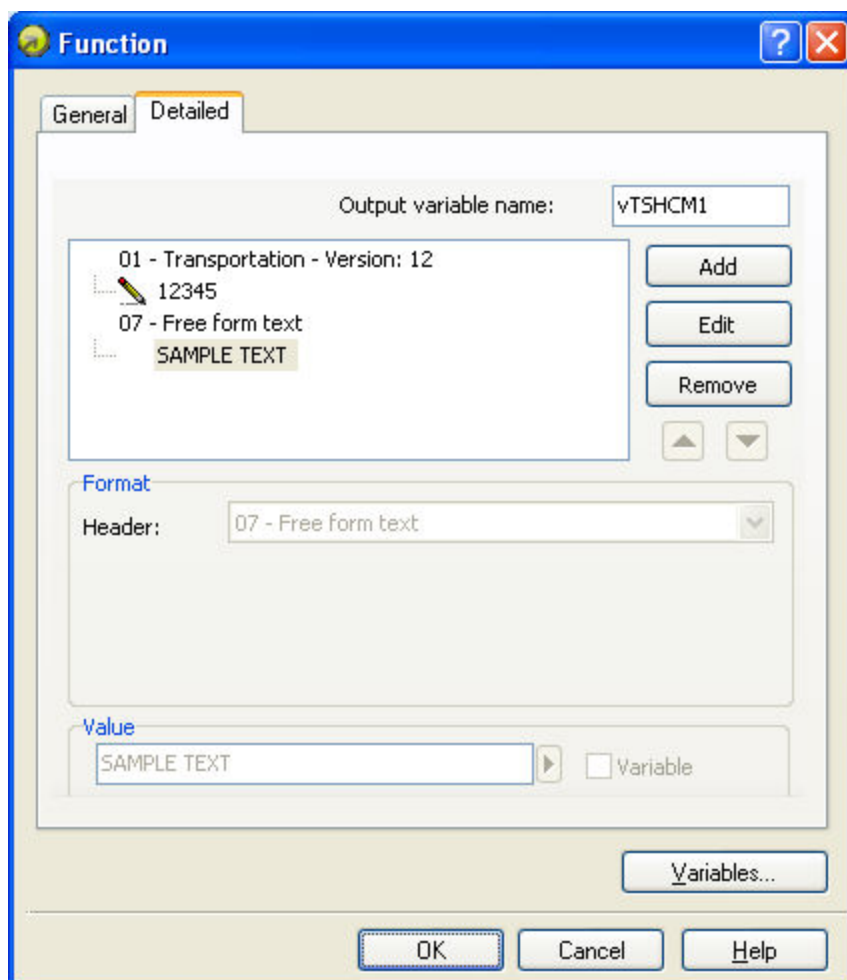 Function
General Detailed
Output variable name: vTSHCM1
01 - Transportation - Version: 12
12345
07 - Free form text
SAMPLE TEXT
Add
Edit
Remove
Format
Header: 07 - Free form text
Value
SAMPLE TEXT Variable
Variables...
OK Cancel Help